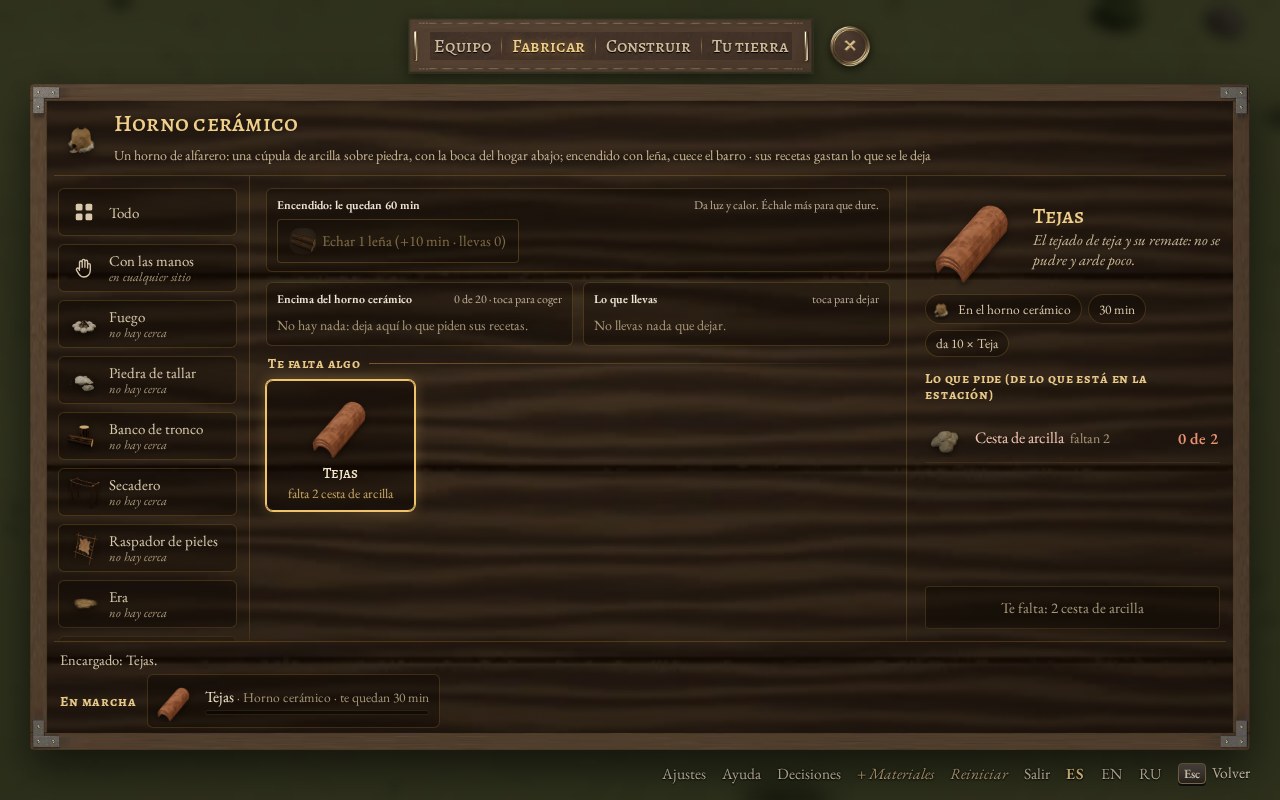 Equipo
Fabricar
Construir
Tu tierra
Horno cerámico
Un horno de alfarero: una cúpula de arcilla sobre piedra, con la boca del hogar abajo; encendido con leña, cuece el barro · sus recetas gastan lo que se le deja
Todo
Con las manos
en cualquier sitio
Fuego
no hay cerca
Piedra de tallar
no hay cerca
Banco de tronco
no hay cerca
Secadero
no hay cerca
Raspador de pieles
no hay cerca
Era
no hay cerca
Encendido: le quedan 60 min
Da luz y calor. Échale más para que dure.
Echar 1 leña (+10 min · llevas 0)
Encima del horno cerámico
0 de 20 · toca para coger
No hay nada: deja aquí lo que piden sus recetas.
Lo que llevas
toca para dejar
No llevas nada que dejar.
Te falta algo
Tejas
falta 2 cesta de arcilla
Tejas
El tejado de teja y su remate: no se
pudre y arde poco.
En el horno cerámico
30 min
da 10 × Teja
Lo que pide (de lo que está en la
estación)
Cesta de arcilla faltan 2
0 de 2
Te falta: 2 cesta de arcilla
Encargado: Tejas.
En marcha
Tejas · Horno cerámico · te quedan 30 min
Ajustes
Ayuda
Decisiones
+ Materiales
Reiniciar
Salir
ES
EN
RU
Esc
Volver